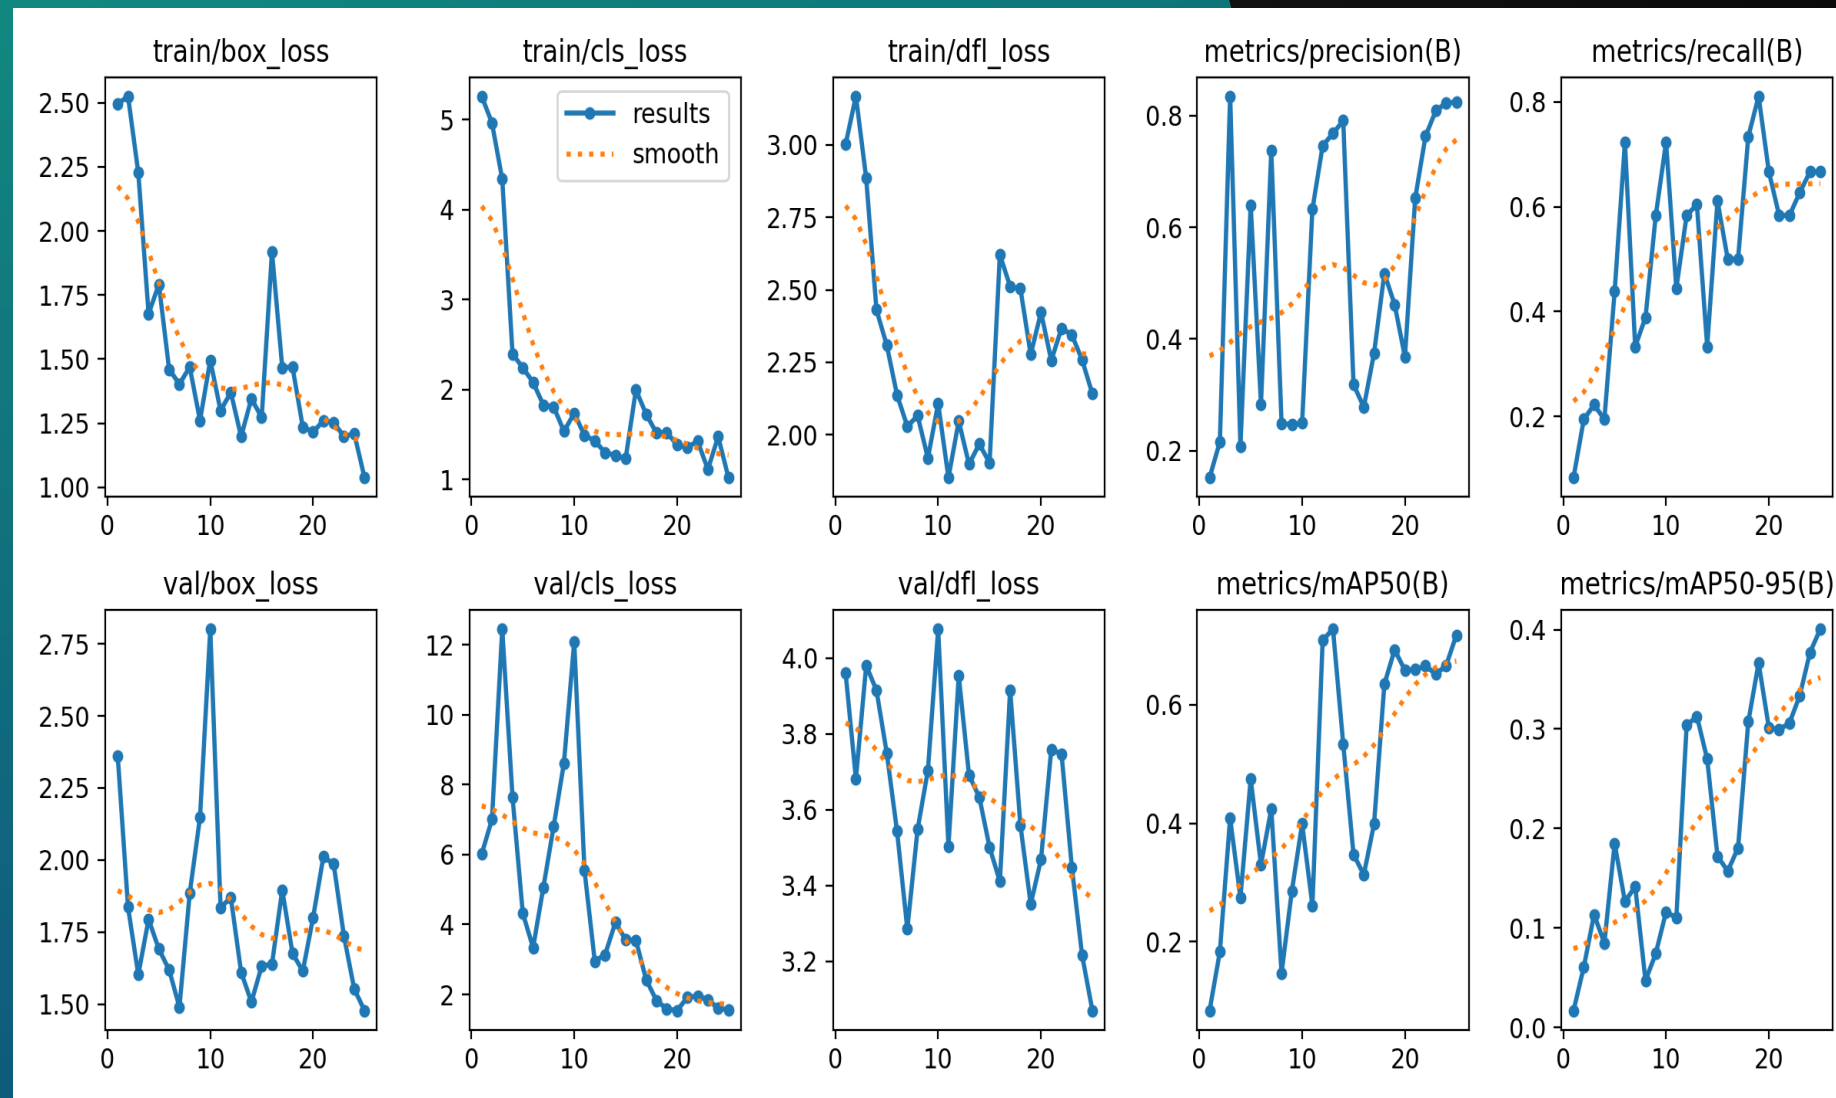 train/box_loss
train/cls_loss
train/dfl_loss
metrics/precision(B)
metrics/recall(B)
2.50
2.25
2.00
1.75
1.50
1.25
1.00
0 10 20
results
smooth
5
4
3
2
1
0 10 20
3.00
2.75
2.50
2.25
2.00
0 10 20
0.8
0.6
0.4
0.2
0 10 20
0.8
0.6
0.4
0.2
0 10 20
val/box_loss
val/cls_loss
val/dfl_loss
metrics/mAP50(B)
metrics/mAP50-95(B)
2.75
2.50
2.25
2.00
1.75
1.50
0 10 20
12
10
8
6
4
2
0 10 20
4.0
3.8
3.6
3.4
3.2
0 10 20
0.6
0.4
0.2
0 10 20
0.4
0.3
0.2
0.1
0.0
0 10 20